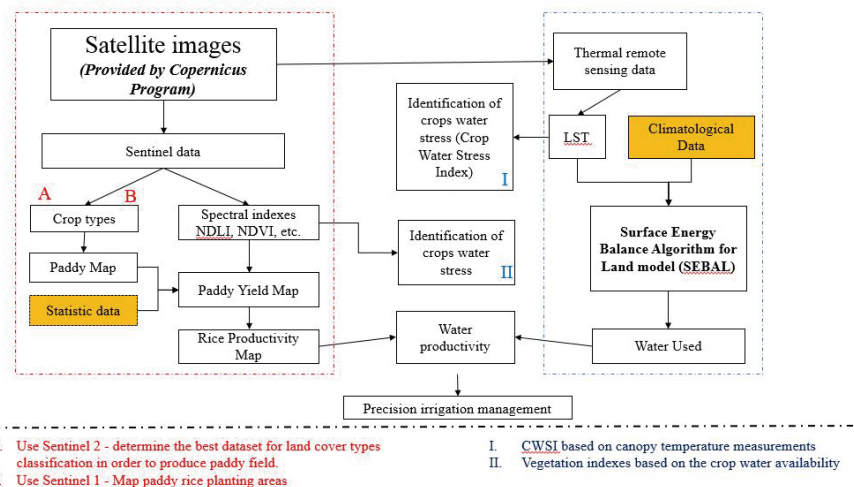 Satellite images
(Provided by Copernicus
Program)
Sentinel data
A
B
Crop types
Spectral indexes
NDLI, NDVI, etc.
Paddy Map
Statistic data
Paddy Yield Map
Rice Productivity
Map
Identification of
crops water
stress (Crop
Water Stress
Index)
I
Identification of
crops water
stress
II
Water
productivity
Precision irrigation management
Thermal remote
sensing data
LST
Climatological
Data
Surface Energy
Balance Algorithm for
Land model (SEBAL)
Water Used
Use Sentinel 2 - determine the best dataset for land cover types
classification in order to produce paddy field.
Use Sentinel 1 - Map paddy rice planting areas
I. CWSI based on canopy temperature measurements
II. Vegetation indexes based on the crop water availability